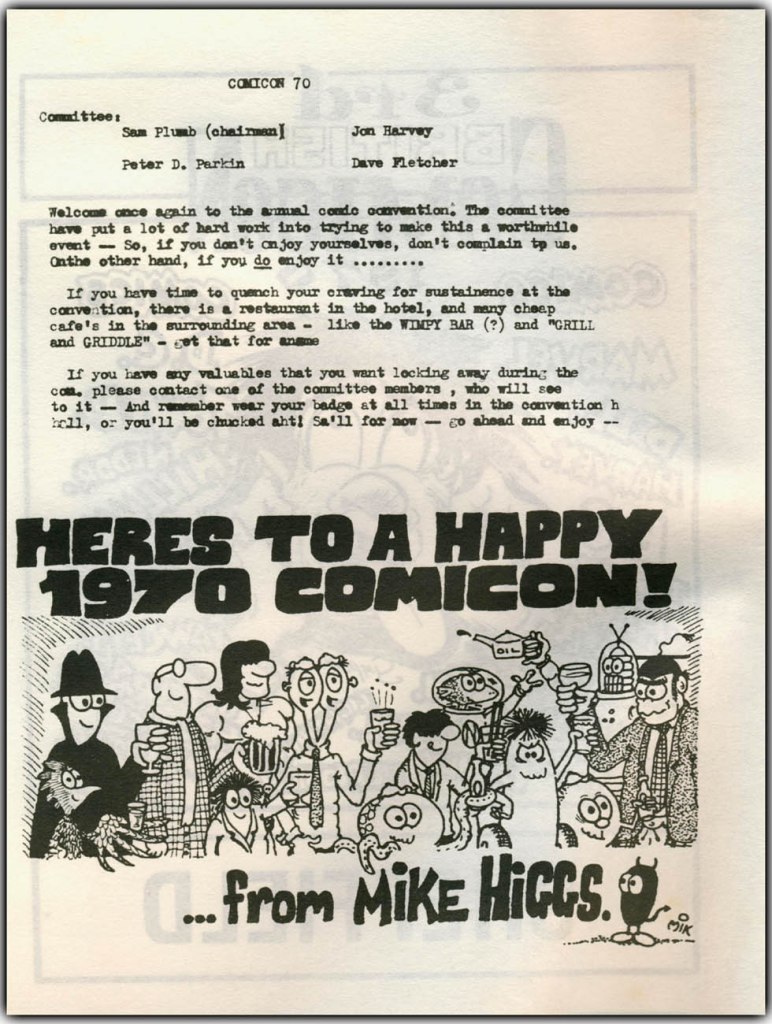 COMICON 70
Committee:
Sam Plumb (chairman) Jon Harvey
Peter D. Parkin Dave Fletcher
Welcome once again to the annual comic convention. The committee
have put a lot of hard work into trying to make this a worthwhile
event — So, if you don't enjoy yourselves, don't complain to us.
Onthe other hand, if you do enjoy it .........
If you have time to quench your craving for sustainence at the
convention, there is a restaurant in the hotel, and many cheap
cafe's in the surrounding area - like the WIMPY BAR (?) and "GRILL
and GRIDDLE" - get that for aname
If you have any valuables that you want locking away during the
con. please contact one of the committee members , who will see
to it — And remember wear your badge at all times in the convention h
hall, or you'll be chucked aht! Sa'll for now — go ahead and enjoy --
HERES TO A HAPPY
1970 COMICON!
OIL
...from MIKE HIGGS.
MIK